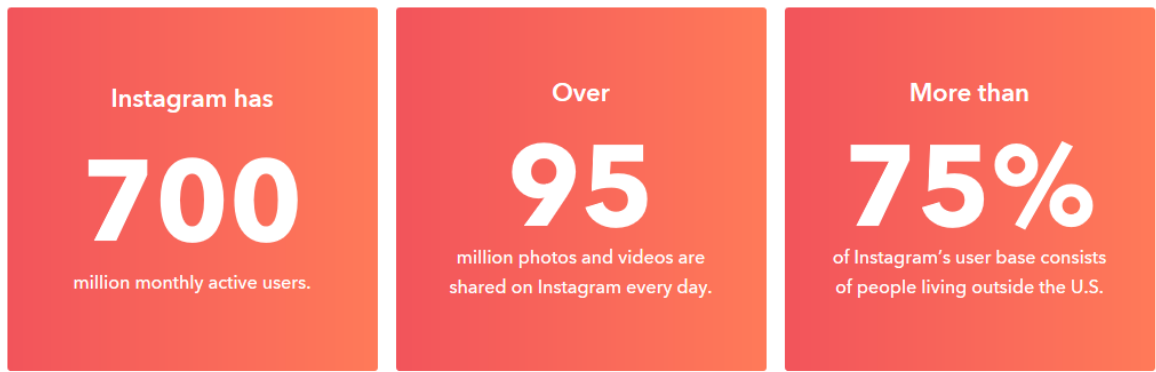 Instagram has
700
million monthly active users.
Over
95
million photos and videos are
shared on Instagram every day.
More than
75%
of Instagram’s user base consists
of people living outside the U.S.